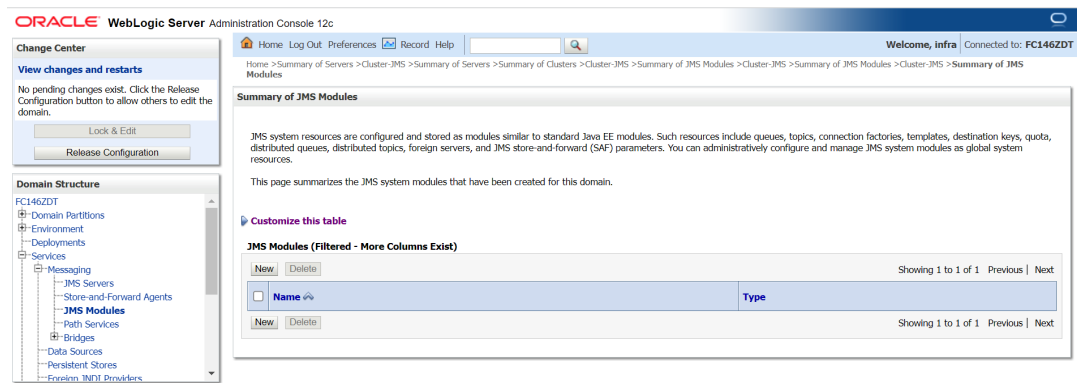 ORACLE WebLogic Server Administration Console 12c
Change Center
View changes and restarts
No pending changes exist. Click the Release
Configuration button to allow others to edit the
domain.
Lock & Edit
Release Configuration
Domain Structure
FC146ZDT
Domain Partitions
Environment
Deployments
Services
Messaging
JMS Servers
Store-and-Forward Agents
JMS Modules
Path Services
Bridges
Data Sources
Persistent Stores
Foreign JNDI Providers
Home Log Out Preferences Record Help
Welcome, infra Connected to: FC146ZDT
Home >Summary of Servers >Cluster-JMS >Summary of Servers >Summary of Clusters >Cluster-JMS >Summary of JMS Modules >Cluster-JMS >Summary of JMS Modules >Cluster-JMS >Summary of JMS
Modules
Summary of JMS Modules
JMS system resources are configured and stored as modules similar to standard Java EE modules. Such resources include queues, topics, connection factories, templates, destination keys, quota,
distributed queues, distributed topics, foreign servers, and JMS store-and-forward (SAF) parameters. You can administratively configure and manage JMS system modules as global system
resources.
This page summarizes the JMS system modules that have been created for this domain.
Customize this table
JMS Modules (Filtered - More Columns Exist)
New Delete Showing 1 to 1 of 1 Previous | Next
Name Type
New Delete Showing 1 to 1 of 1 Previous | Next